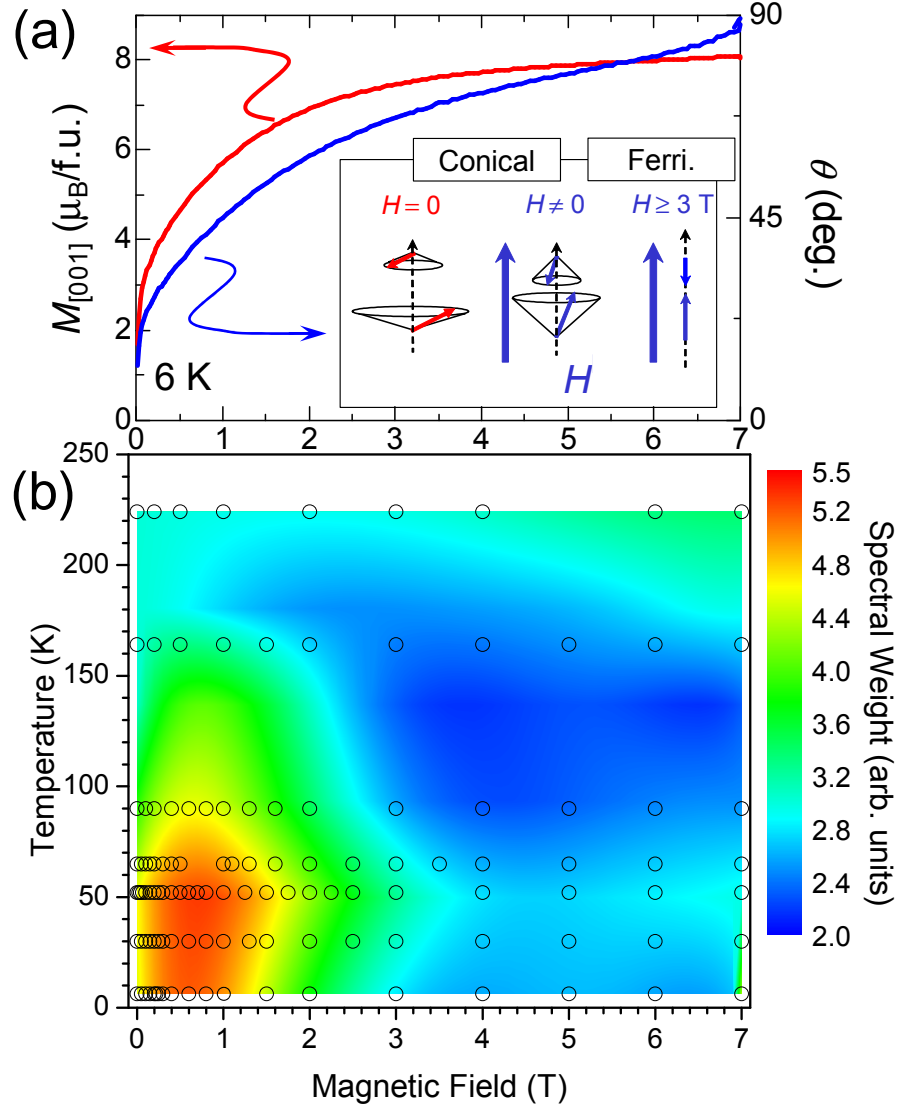 (a)
8
6
4
2
0
M[001] (μB/f.u.)
90
45
0
θ (deg.)
Conical
Ferri.
H = 0
H ≠ 0
H ≥ 3 T
H
6 K
0 1 2 3 4 5 6 7
(b)
250
200
150
100
50
0
Temperature (K)
0 1 2 3 4 5 6 7
Magnetic Field (T)
5.5
5.2
4.8
4.4
4.0
3.6
3.2
2.8
2.4
2.0
Spectral Weight (arb. units)